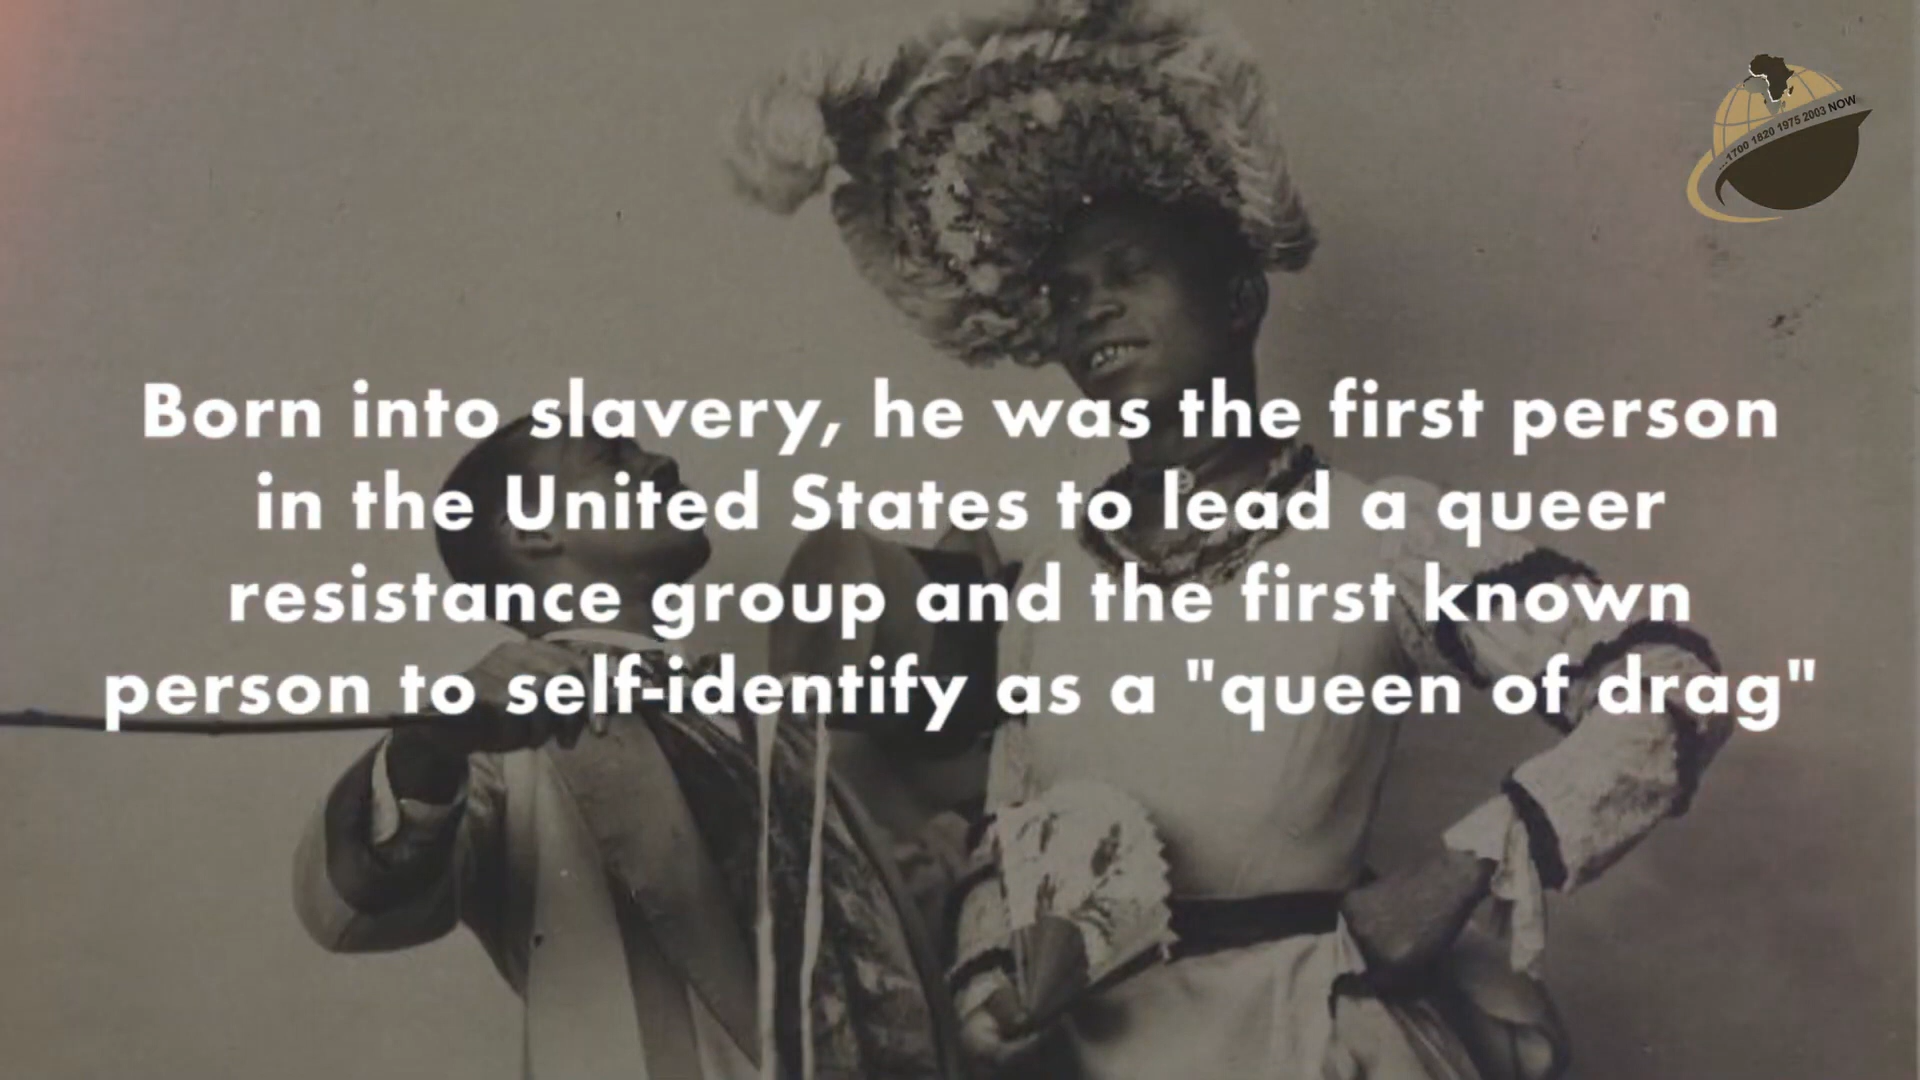 ...1700 1820 1975 2003 NOW
Born into slavery, he was the first person
in the United States to lead a queer
resistance group and the first known
person to self-identify as a "queen of drag"